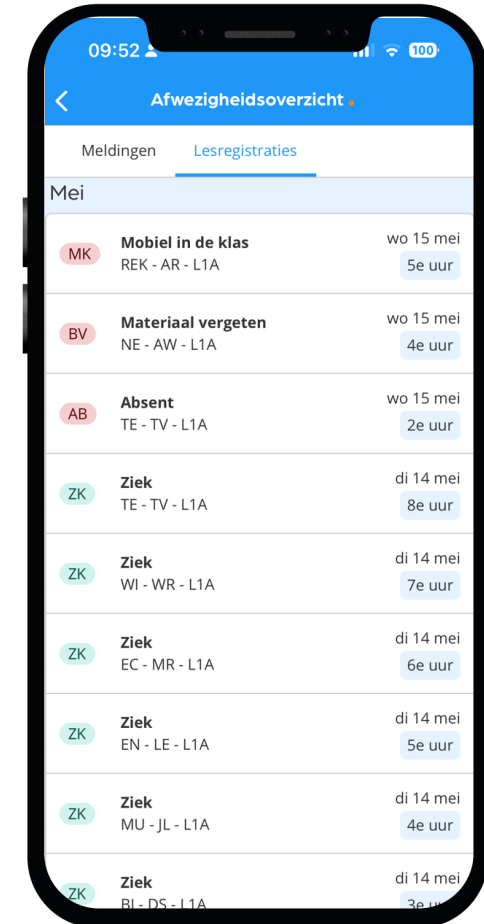 09:52
100
Afwezigheidsoverzicht
Meldingen Lesregistraties
Mei
MK Mobiel in de klas wo 15 mei
REK - AR - L1A 5e uur
BV Materiaal vergeten wo 15 mei
NE - AW - L1A 4e uur
AB Absent wo 15 mei
TE - TV - L1A 2e uur
ZK Ziek di 14 mei
TE - TV - L1A 8e uur
ZK Ziek di 14 mei
WI - WR - L1A 7e uur
ZK Ziek di 14 mei
EC - MR - L1A 6e uur
ZK Ziek di 14 mei
EN - LE - L1A 5e uur
ZK Ziek di 14 mei
MU - JL - L1A 4e uur
ZK Ziek di 14 mei
BI - DS - L1A 3e uur